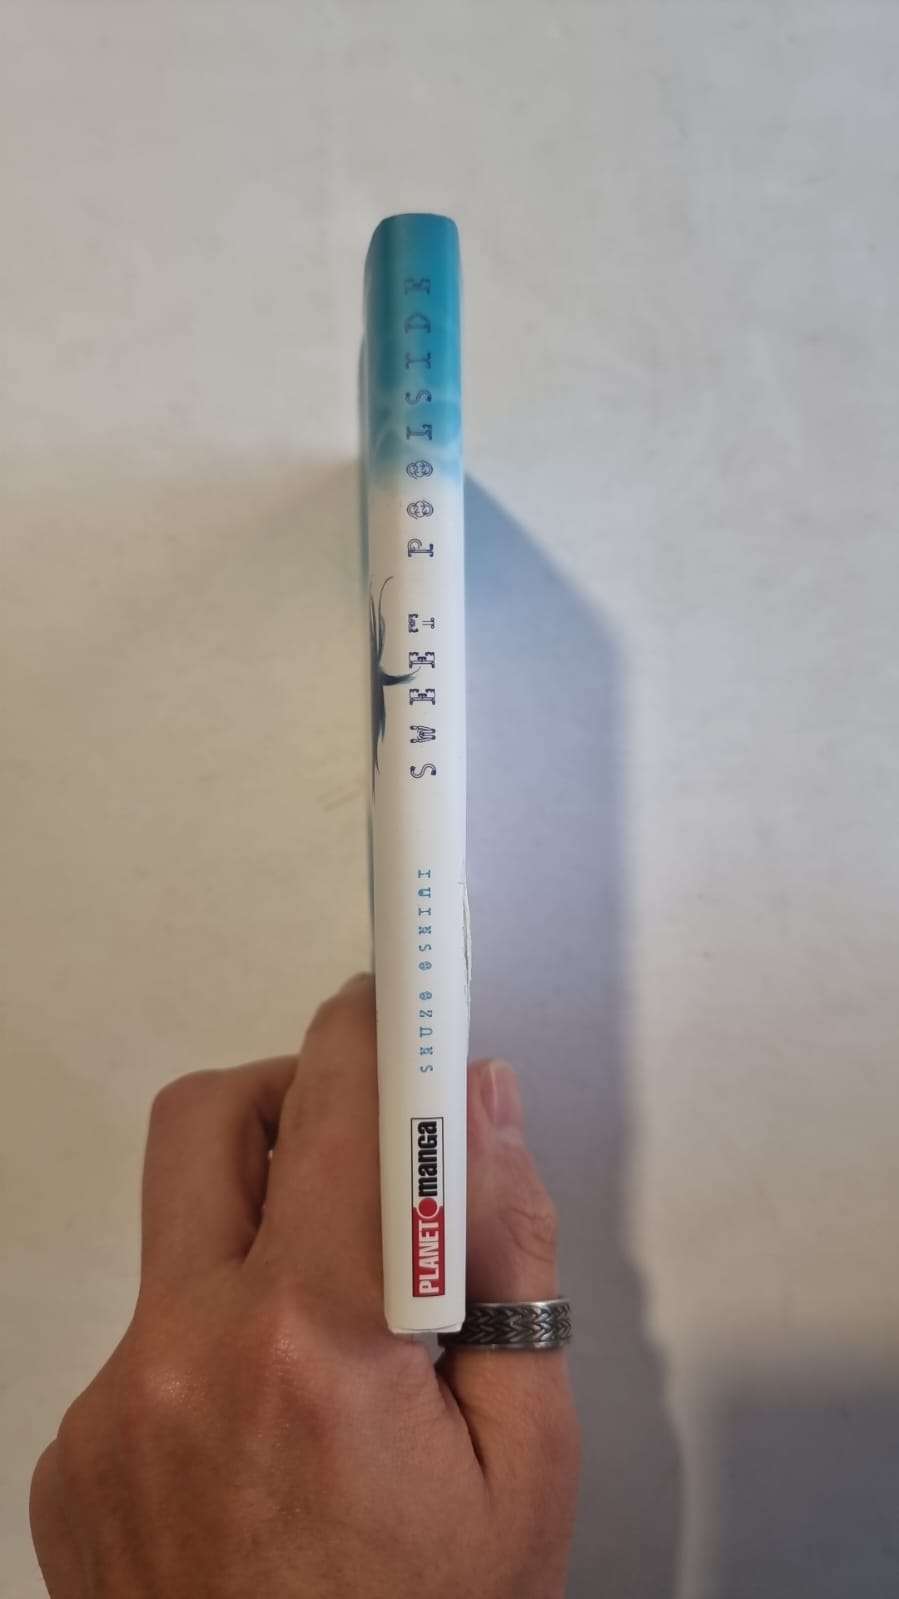 PLANET manga
SHUZO OSHIMI
SWEET POOLSIDE